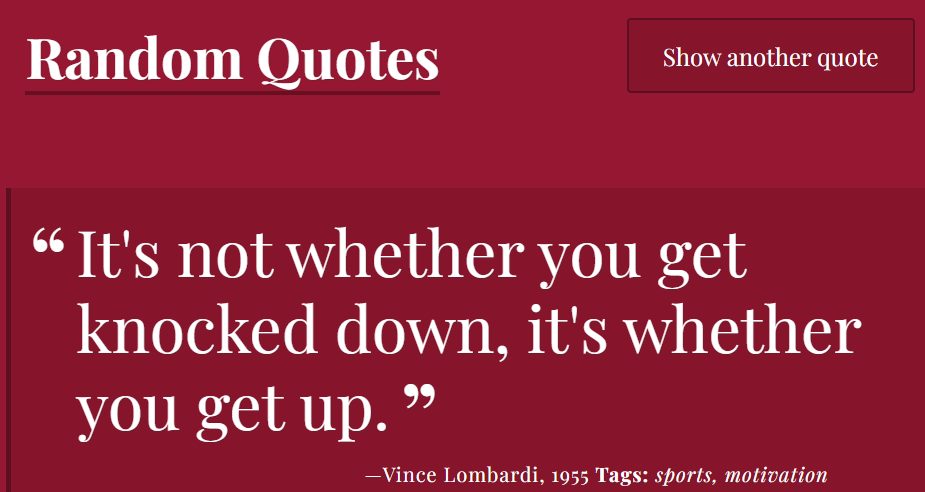 Random Quotes
Show another quote
“ It's not whether you get
knocked down, it's whether
you get up. ”
—Vince Lombardi, 1955 Tags: sports, motivation